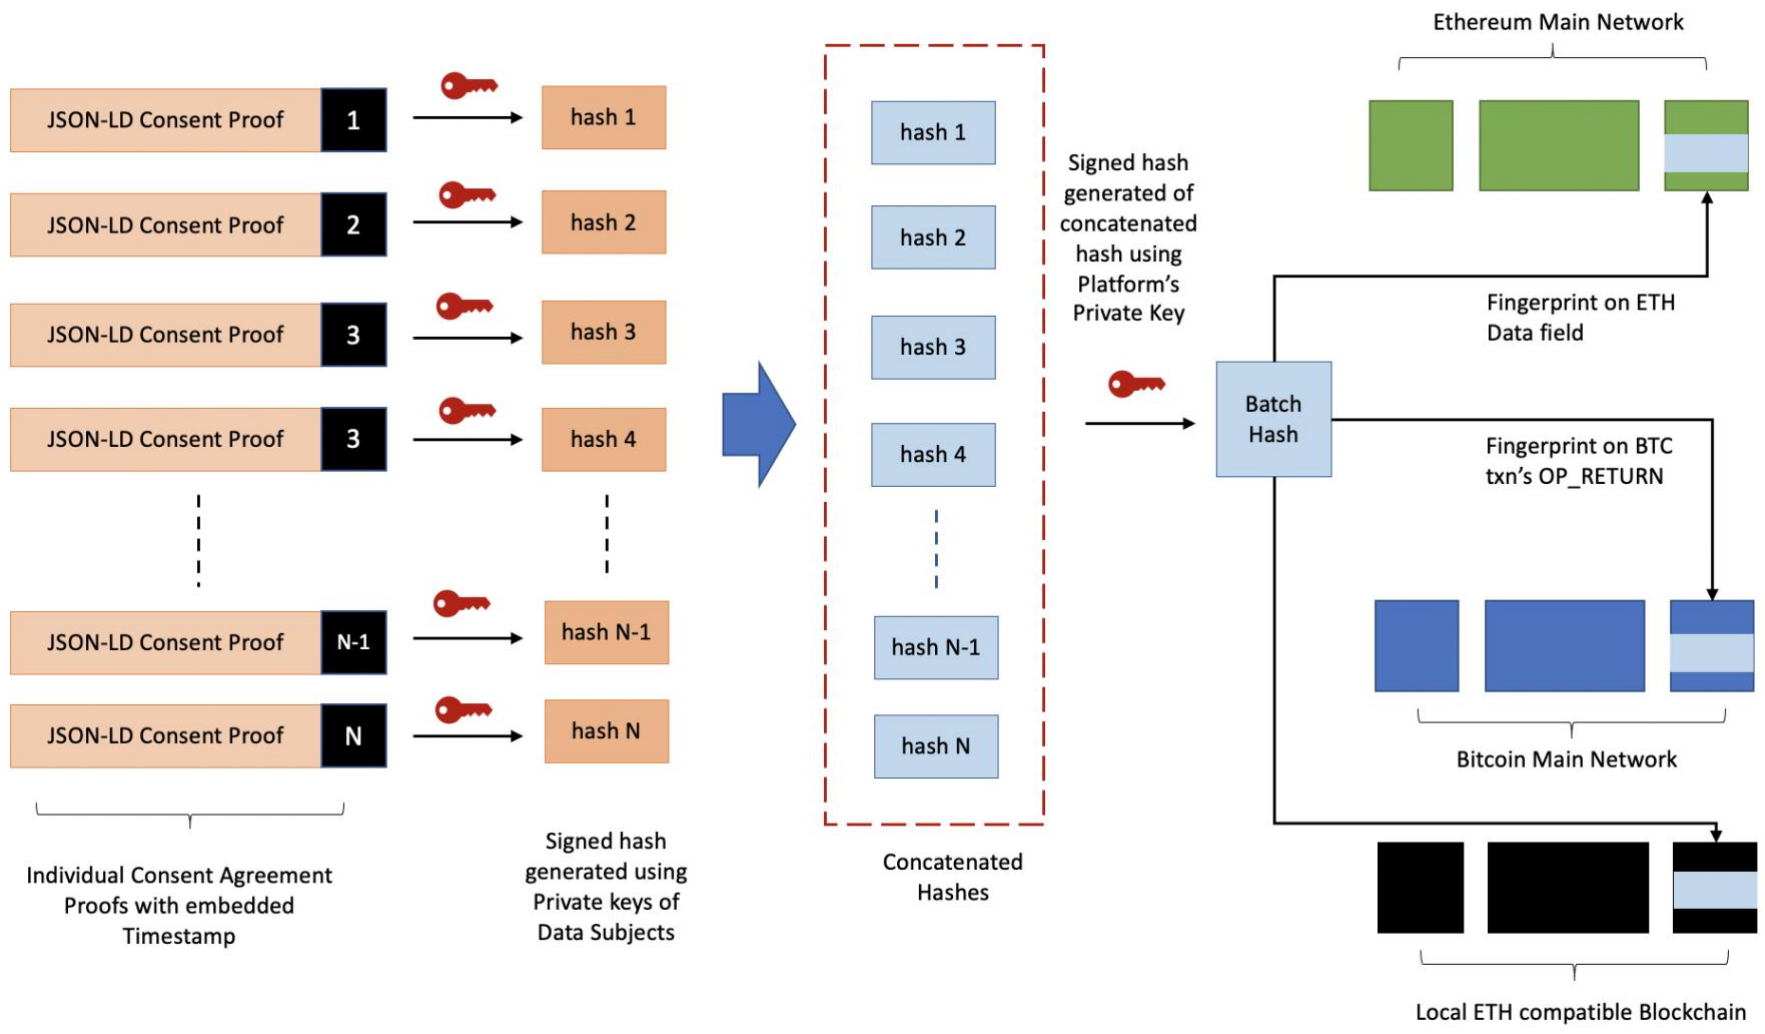 JSON-LD Consent Proof 1
JSON-LD Consent Proof 2
JSON-LD Consent Proof 3
JSON-LD Consent Proof 3
JSON-LD Consent Proof N-1
JSON-LD Consent Proof N
Individual Consent Agreement
Proofs with embedded
Timestamp
hash 1
hash 2
hash 3
hash 4
hash N-1
hash N
Signed hash
generated using
Private keys of
Data Subjects
hash 1
hash 2
hash 3
hash 4
hash N-1
hash N
Concatenated
Hashes
Signed hash
generated of
concatenated
hash using
Platform's
Private Key
Batch
Hash
Ethereum Main Network
Fingerprint on ETH
Data field
Fingerprint on BTC
txn's OP_RETURN
Bitcoin Main Network
Local ETH compatible Blockchain